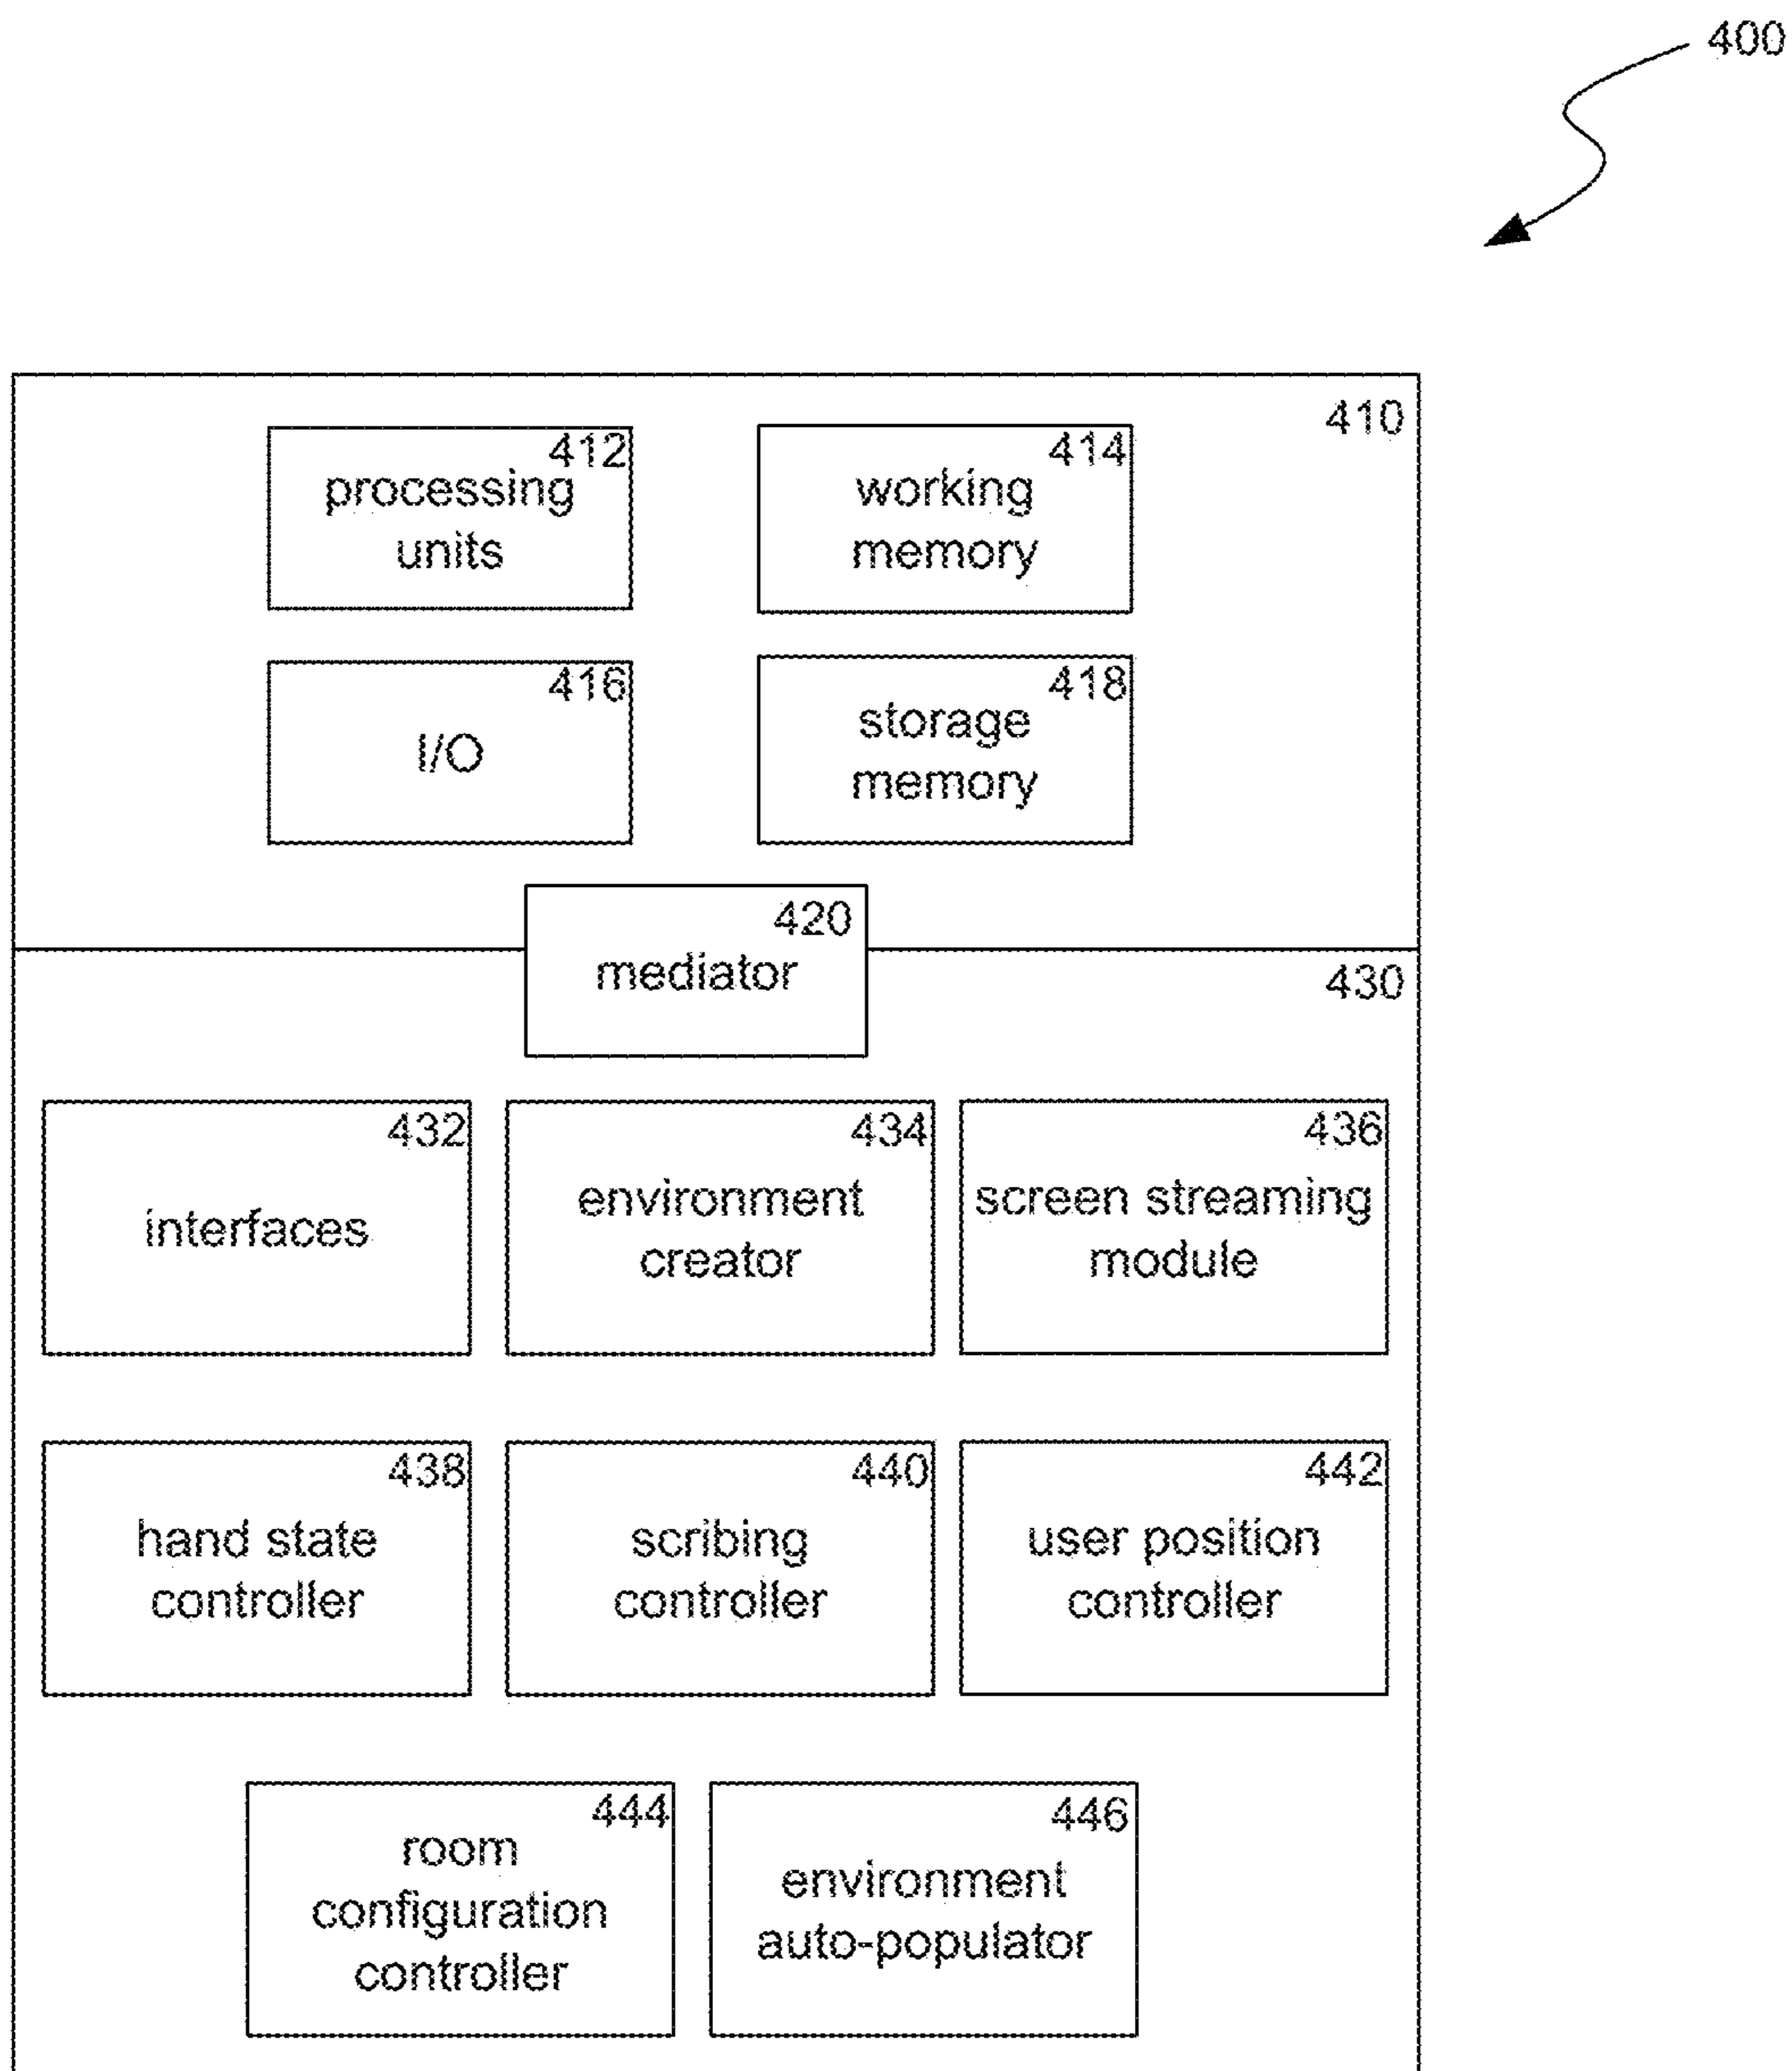 400
410
412
processing
units
414
working
memory
416
I/O
418
storage
memory
420
mediator
430
432
interfaces
434
environment
creator
436
screen streaming
module
438
hand state
controller
440
scribing
controller
442
user position
controller
444
room
configuration
controller
446
environment
auto-populator